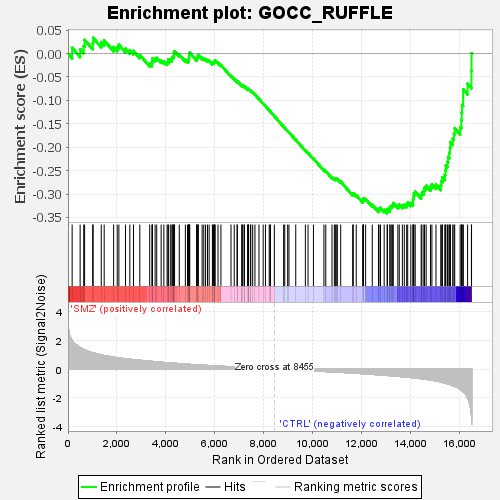 Enrichment plot: GOCC_RUFFLE
Enrichment score (ES)
0.05
0.00
-0.05
-0.10
-0.15
-0.20
-0.25
-0.30
-0.35
Ranked list metric (Signal2Noise)
'SMZ' (positively correlated)
4
2
0
-2
-4
Zero cross at 8455
'CTRL' (negatively correlated)
0
2,000
4,000
6,000
8,000
10,000
12,000
14,000
16,000
Rank in Ordered Dataset
Enrichment profile
Hits
Ranking metric scores